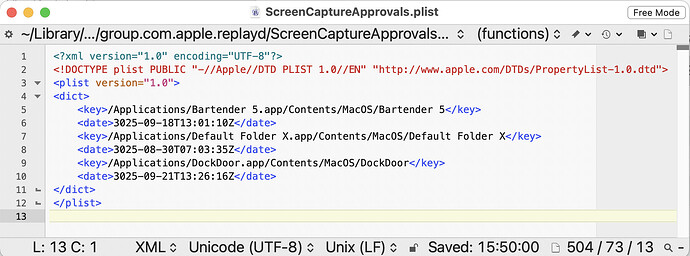 ScreenCaptureApprovals.plist
Free Mode
~/Library/.../group.com.apple.replayd/ScreenCaptureApprovals... (functions)
1 <?xml version="1.0" encoding="UTF-8"?>
2 <!DOCTYPE plist PUBLIC "-//Apple//DTD PLIST 1.0//EN" "http://www.apple.com/DTDs/PropertyList-1.0.dtd">
3 <plist version="1.0">
4 <dict>
5 <key>/Applications/Bartender 5.app/Contents/MacOS/Bartender 5</key>
6 <date>3025-09-18T13:01:10Z</date>
7 <key>/Applications/Default Folder X.app/Contents/MacOS/Default Folder X</key>
8 <date>3025-08-30T07:03:35Z</date>
9 <key>/Applications/DockDoor.app/Contents/MacOS/DockDoor</key>
10 <date>3025-09-21T13:26:16Z</date>
11 </dict>
12 </plist>
13
L: 13 C: 1 XML Unicode (UTF-8) Unix (LF) Saved: 15:50:00 504 / 73 / 13